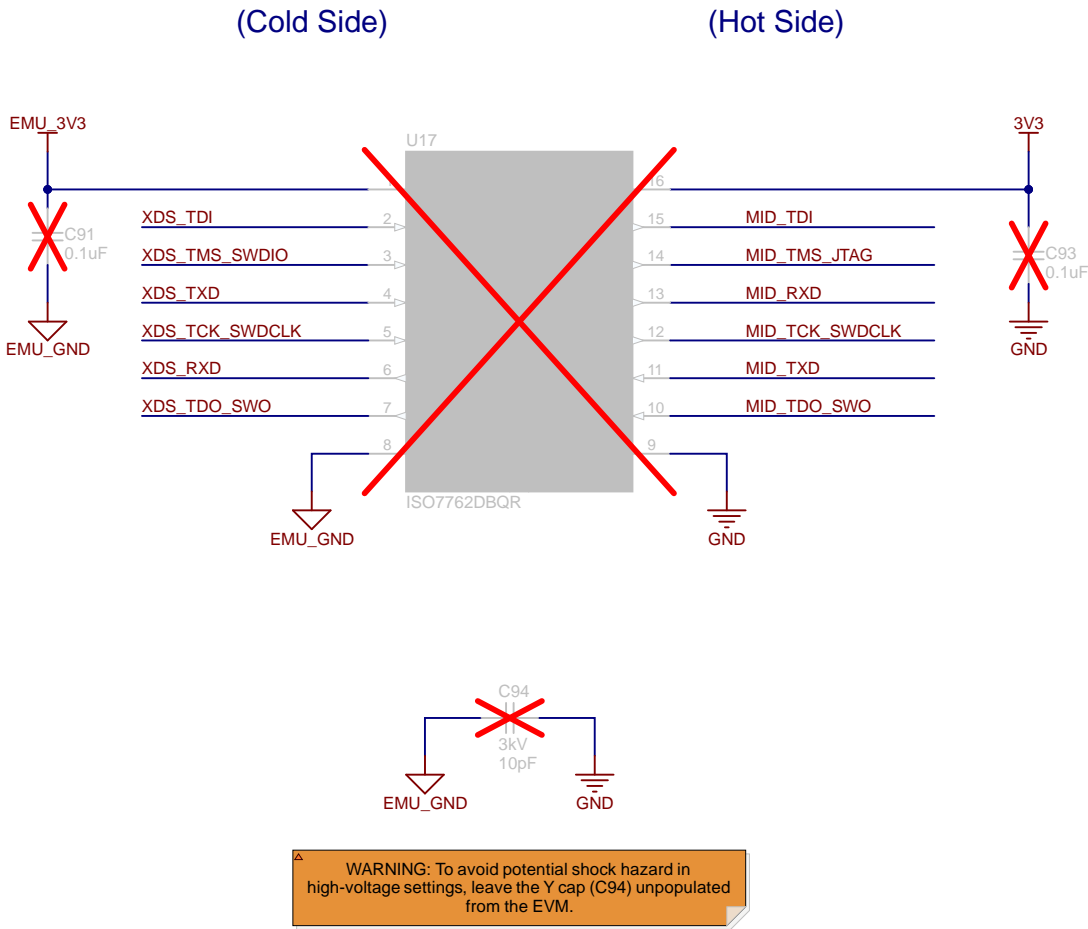 (Cold Side)
(Hot Side)
EMU_3V3
3V3
U17
1
16
C91
0.1uF
XDS_TDI
2
15
MID_TDI
XDS_TMS_SWDIO
3
14
MID_TMS_JTAG
C93
0.1uF
XDS_TXD
4
13
MID_RXD
XDS_TCK_SWDCLK
5
12
MID_TCK_SWDCLK
EMU_GND
GND
XDS_RXD
6
11
MID_TXD
XDS_TDO_SWO
7
10
MID_TDO_SWO
8
9
ISO7762DBQR
EMU_GND
GND
C94
3kV
10pF
EMU_GND
GND
WARNING: To avoid potential shock hazard in
high-voltage settings, leave the Y cap (C94) unpopulated
from the EVM.